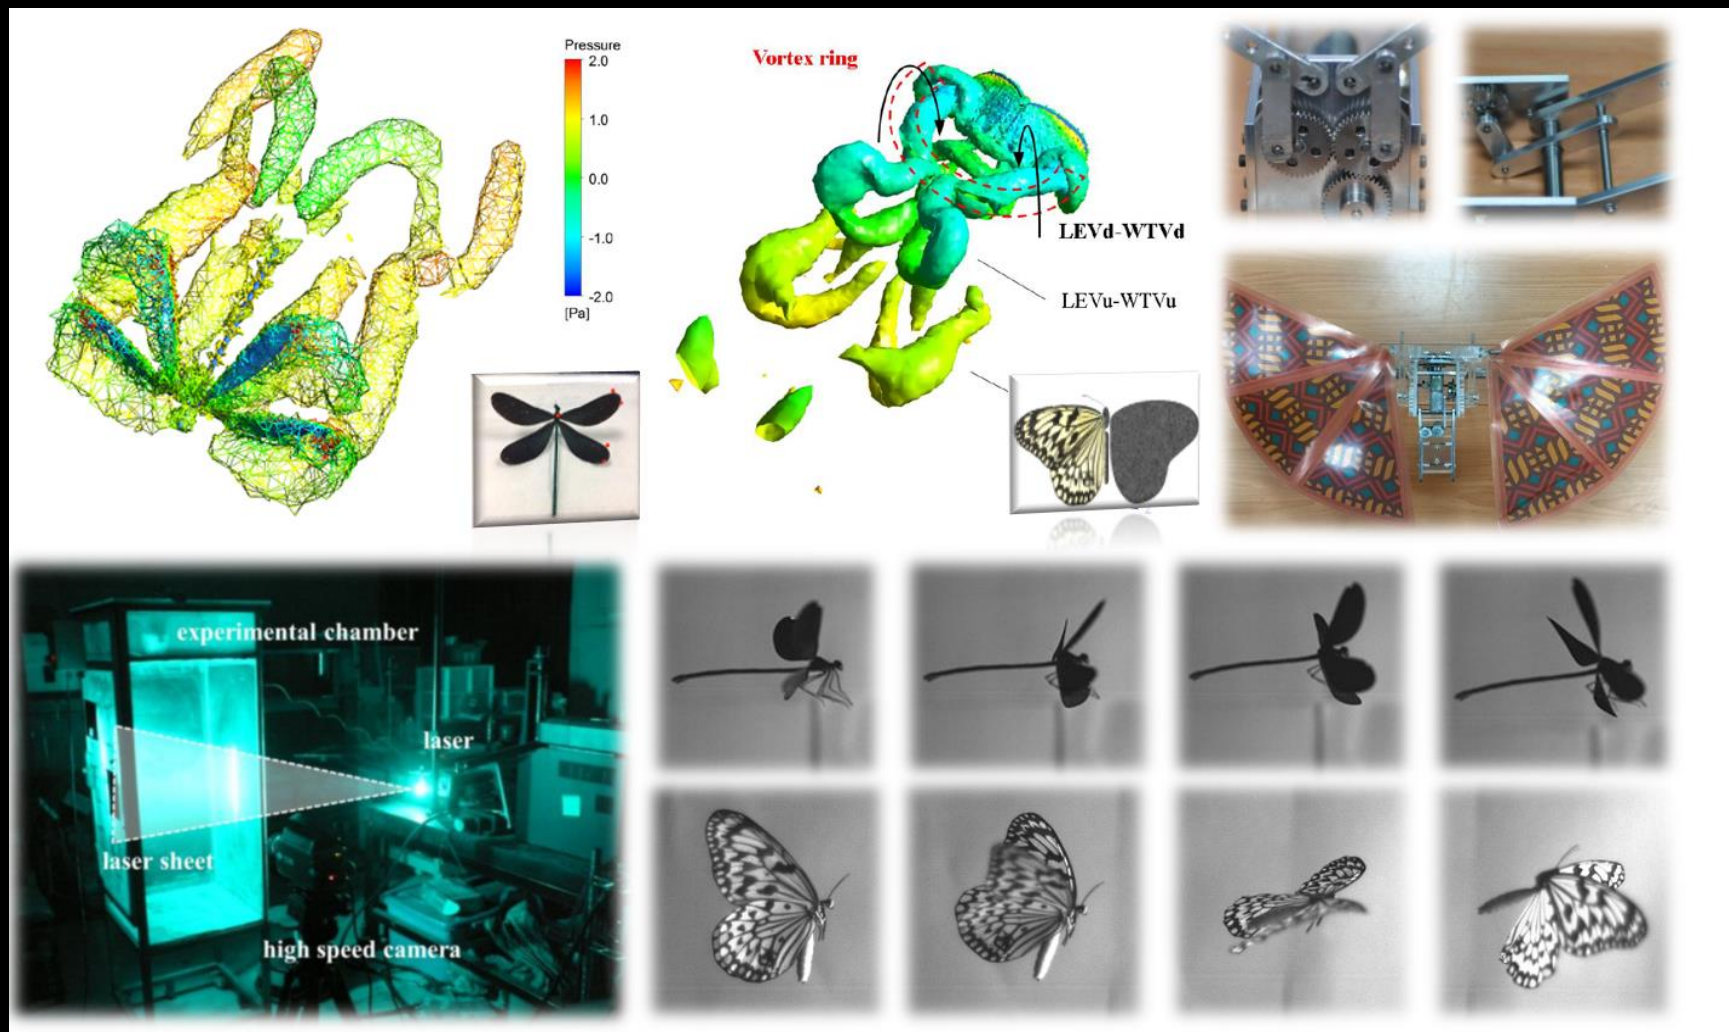 Pressure
2.0
1.0
0.0
-1.0
-2.0
[Pa]
Vortex ring
LEVd-WTVd
LEVu-WTVu
experimental chamber
laser
laser sheet
high speed camera